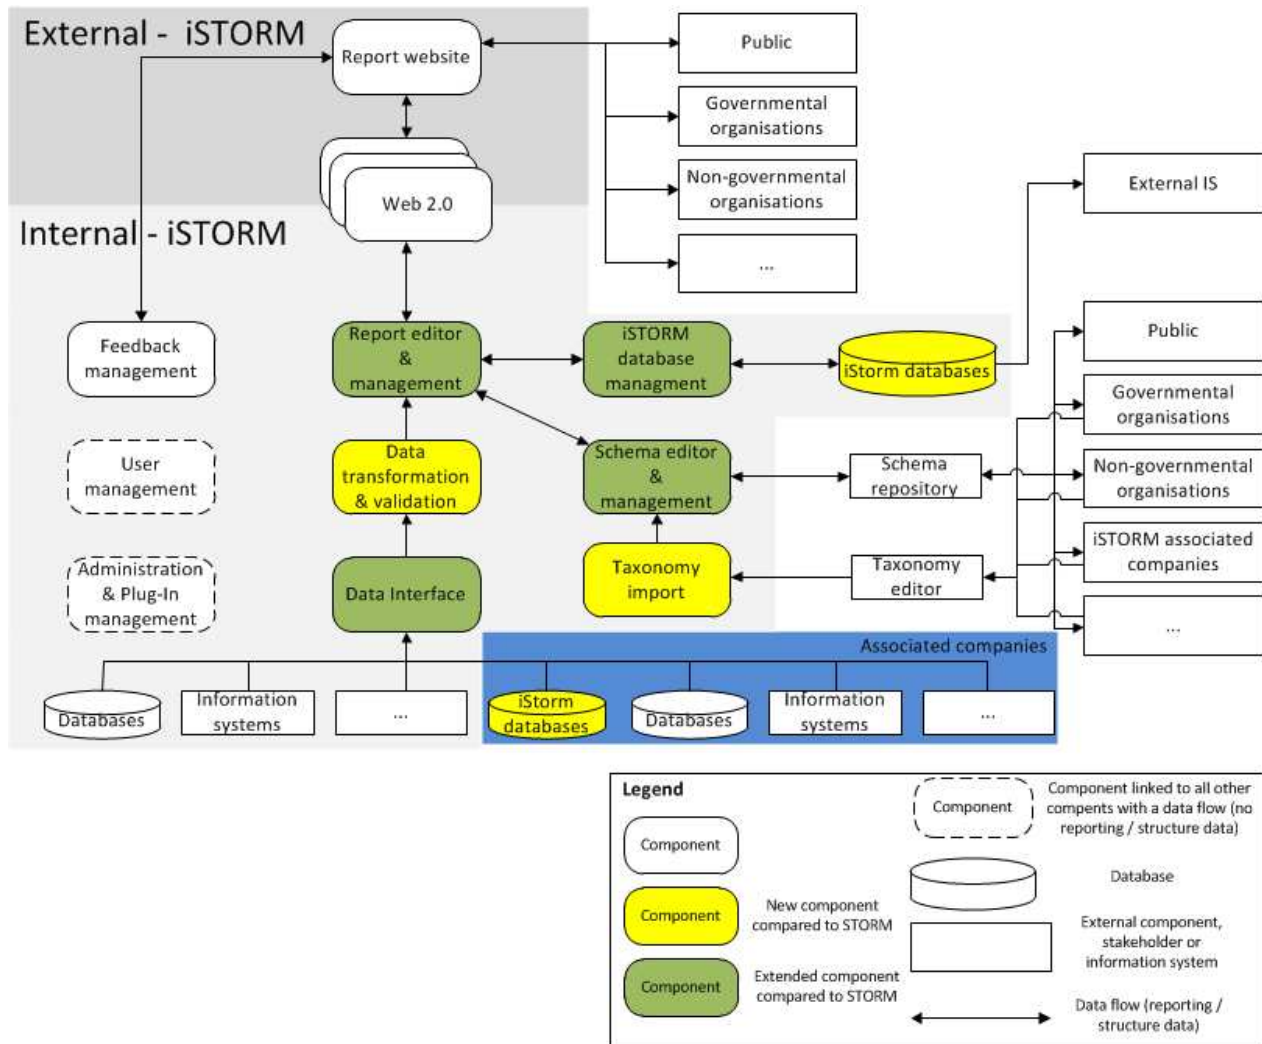 External - iSTORM
Report website
Public
Governmental
organisations
Non-governmental
organisations
...
External IS
Web 2.0
Internal - iSTORM
Feedback
management
Report editor
&
management
iSTORM
database
managment
iStorm databases
Public
Governmental
organisations
Non-governmental
organisations
iSTORM associated
companies
...
User
management
Data
transformation
& validation
Schema editor
&
management
Schema
repository
Administration
& Plug-In
management
Data Interface
Taxonomy
import
Taxonomy
editor
Associated companies
Databases
Information
systems
...
iStorm
databases
Databases
Information
systems
...
Legend
Component
Component
New component
compared to STORM
Component
Extended component
compared to STORM
Component
Component linked to all other
compents with a data flow (no
reporting / structure data)
Database
External component,
stakeholder or
information system
Data flow (reporting /
structure data)